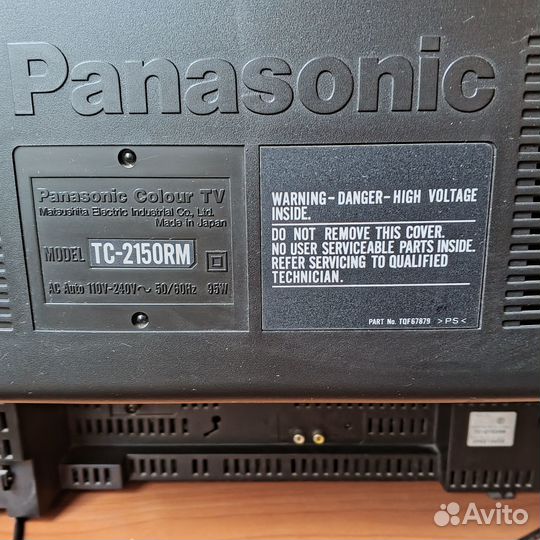 Panasonic
Panasonic Colour TV
Matsushita Electric Industrial Co., Ltd.
Made in Japan
MODEL TC-2150RM
AC Auto 110V-240V~ 50/60Hz 95W
WARNING-DANGER-HIGH VOLTAGE
INSIDE.
DO NOT REMOVE THIS COVER.
NO USER SERVICEABLE PARTS INSIDE.
REFER SERVICING TO QUALIFIED
TECHNICIAN.
PART No. TQF67879 >PS<
TC-2150RM
Avito